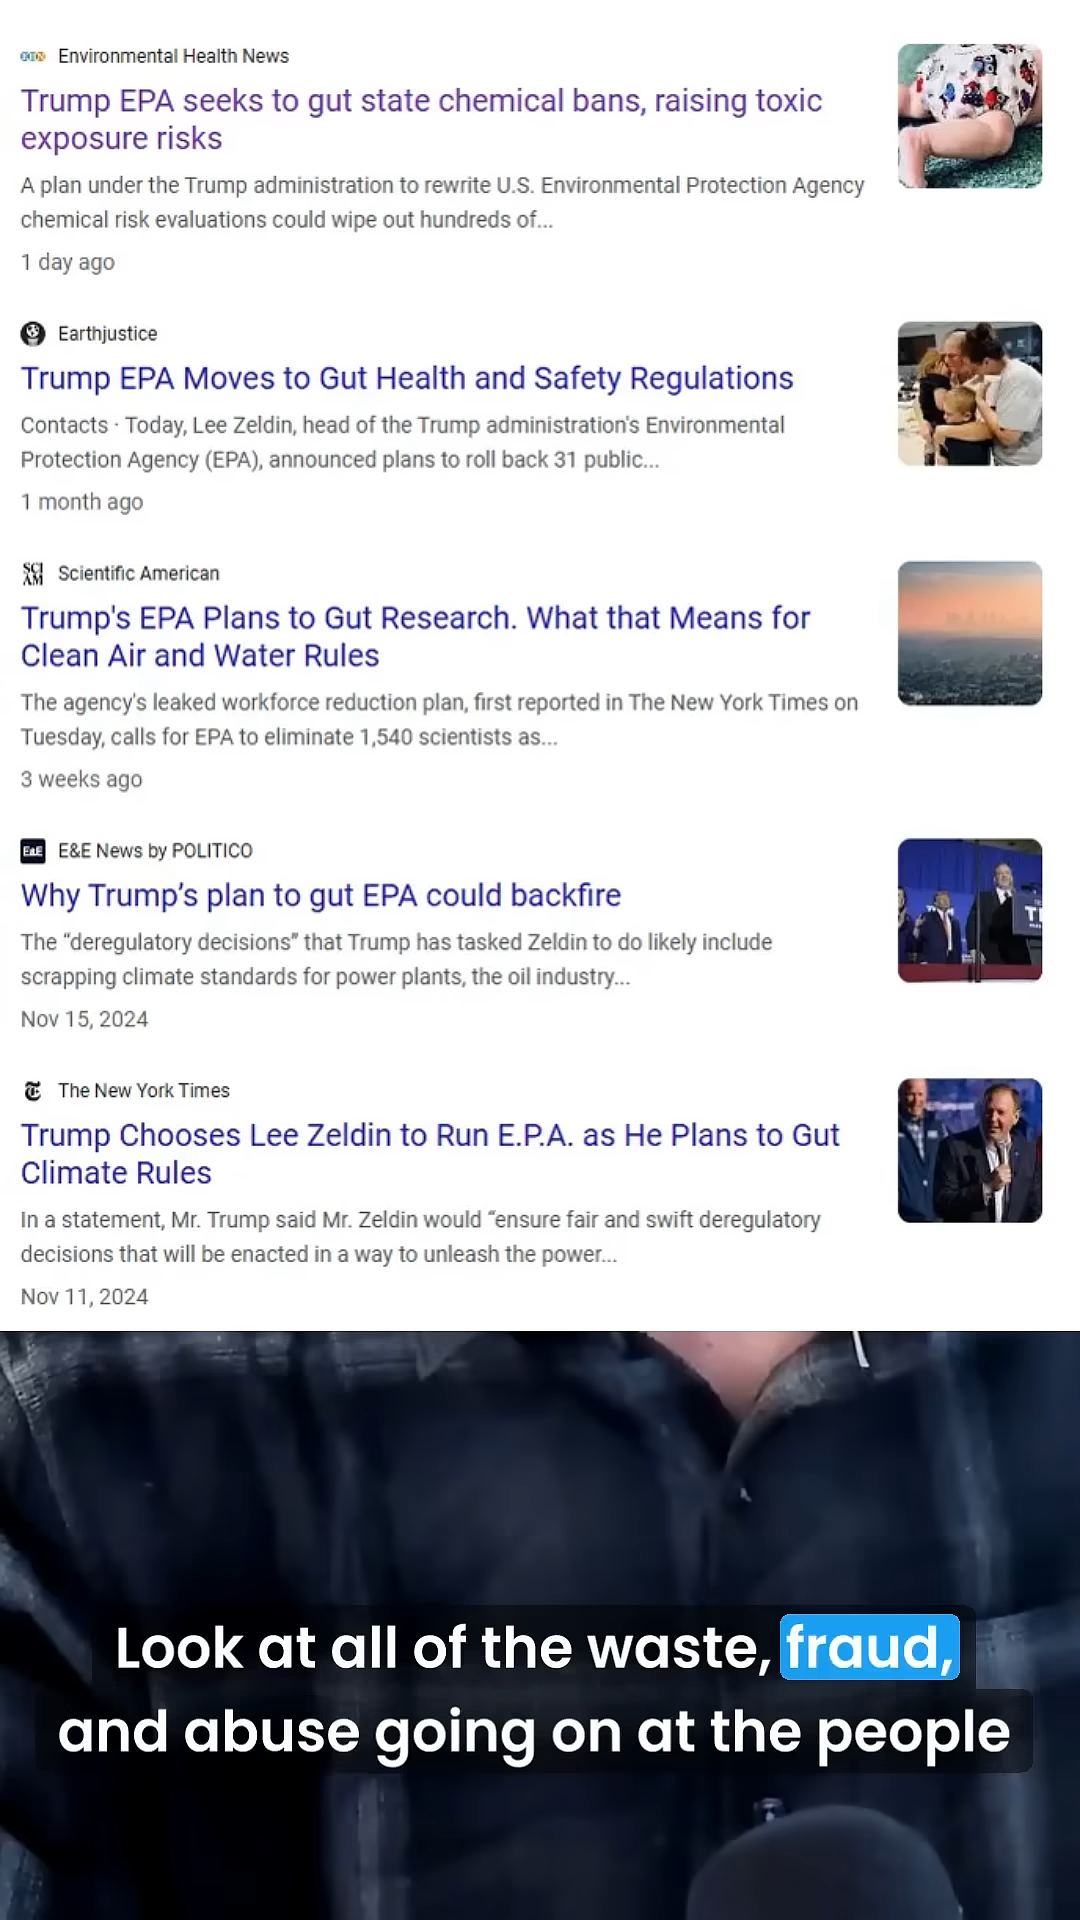 Environmental Health News
Trump EPA seeks to gut state chemical bans, raising toxic
exposure risks
A plan under the Trump administration to rewrite U.S. Environmental Protection Agency
chemical risk evaluations could wipe out hundreds of...
1 day ago
Earthjustice
Trump EPA Moves to Gut Health and Safety Regulations
Contacts · Today, Lee Zeldin, head of the Trump administration's Environmental
Protection Agency (EPA), announced plans to roll back 31 public...
1 month ago
SCI
AM
Scientific American
Trump's EPA Plans to Gut Research. What that Means for
Clean Air and Water Rules
The agency's leaked workforce reduction plan, first reported in The New York Times on
Tuesday, calls for EPA to eliminate 1,540 scientists as...
3 weeks ago
E&E
E&E News by POLITICO
Why Trump’s plan to gut EPA could backfire
The “deregulatory decisions” that Trump has tasked Zeldin to do likely include
scrapping climate standards for power plants, the oil industry...
Nov 15, 2024
The New York Times
Trump Chooses Lee Zeldin to Run E.P.A. as He Plans to Gut
Climate Rules
In a statement, Mr. Trump said Mr. Zeldin would “ensure fair and swift deregulatory
decisions that will be enacted in a way to unleash the power...
Nov 11, 2024
Look at all of the waste, fraud,
and abuse going on at the people